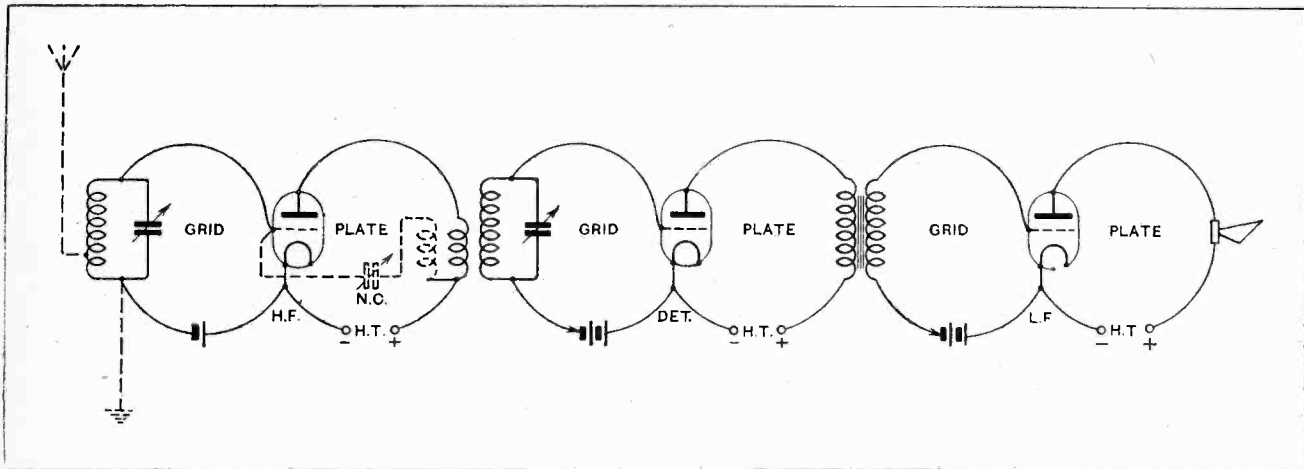 GRID PLATE GRID PLATE GRID PLATE
N.C.
H.F. DET. L.F
- H.T. + - H.T. + - H.T +